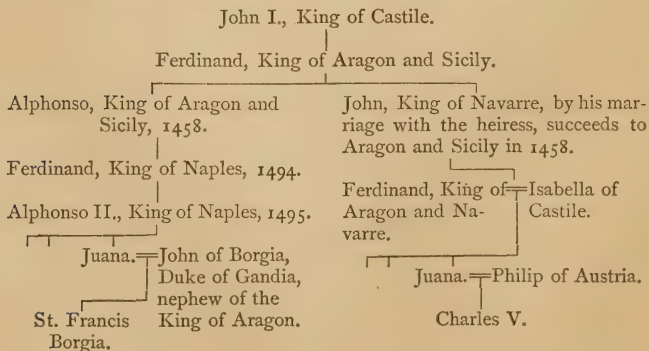 John I., King of Castile.
Ferdinand, King of Aragon and Sicily.
Alphonso, King of Aragon and
Sicily, 1458.
Ferdinand, King of Naples, 1494.
Alphonso II., King of Naples, 1495.
Juana.
John of Borgia,
Duke of Gandia,
nephew of the
King of Aragon.
St. Francis
Borgia.
John, King of Navarre, by his mar-
riage with the heiress, succeeds to
Aragon and Sicily in 1458.
Ferdinand, King of
Aragon and Na-
varre.
Isabella of
Castile.
Juana.
Philip of Austria.
Charles V.